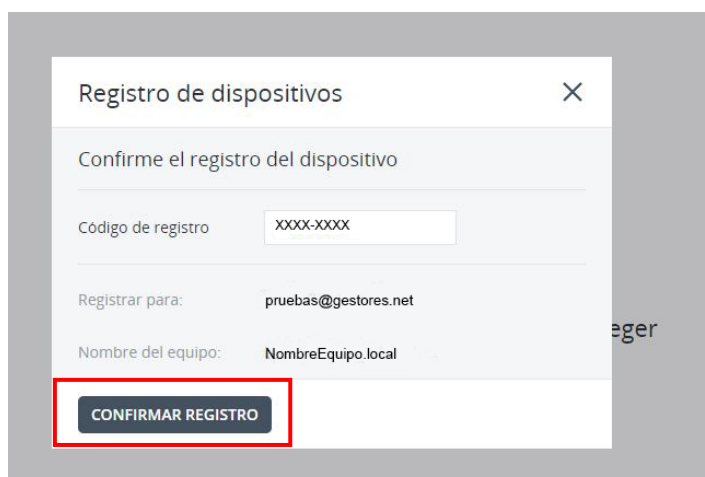 Registro de dispositivos
Confirme el registro del dispositivo
Código de registro XXXX-XXXX
Registrar para: pruebas@gestores.net
eger
Nombre del equipo: NombreEquipo.local
CONFIRMAR REGISTRO